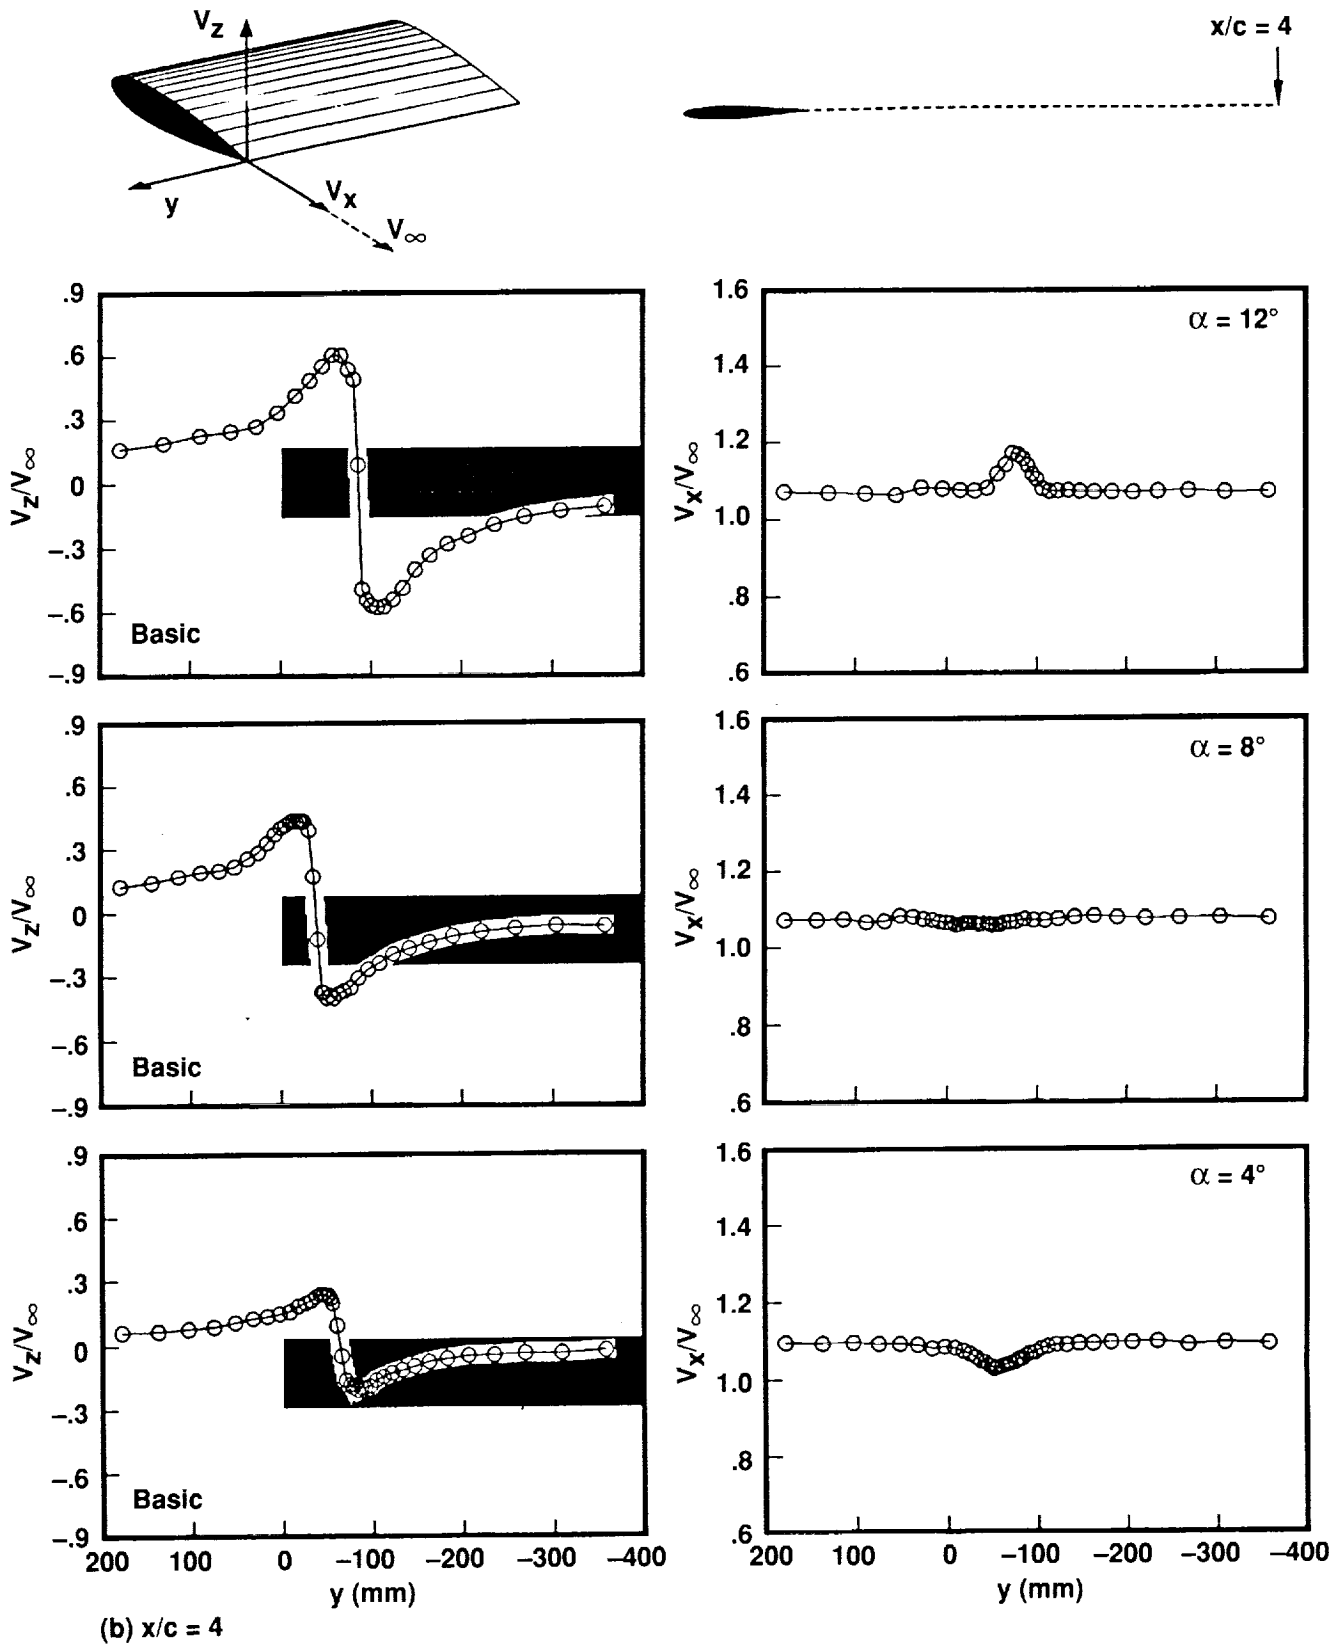 V_z
x/c = 4
y
V_x
V_∞
.9
.6
.3
0
–.3
–.6
–.9
V_z/V_∞
Basic
1.6
1.4
1.2
1.0
.8
.6
V_x/V_∞
α = 12°
.9
.6
.3
0
–.3
–.6
–.9
V_z/V_∞
Basic
1.6
1.4
1.2
1.0
.8
.6
V_x/V_∞
α = 8°
.9
.6
.3
0
–.3
–.6
–.9
V_z/V_∞
Basic
200 100 0 –100 –200 –300 –400
y (mm)
1.6
1.4
1.2
1.0
.8
.6
V_x/V_∞
α = 4°
200 100 0 –100 –200 –300 –400
y (mm)
(b) x/c = 4